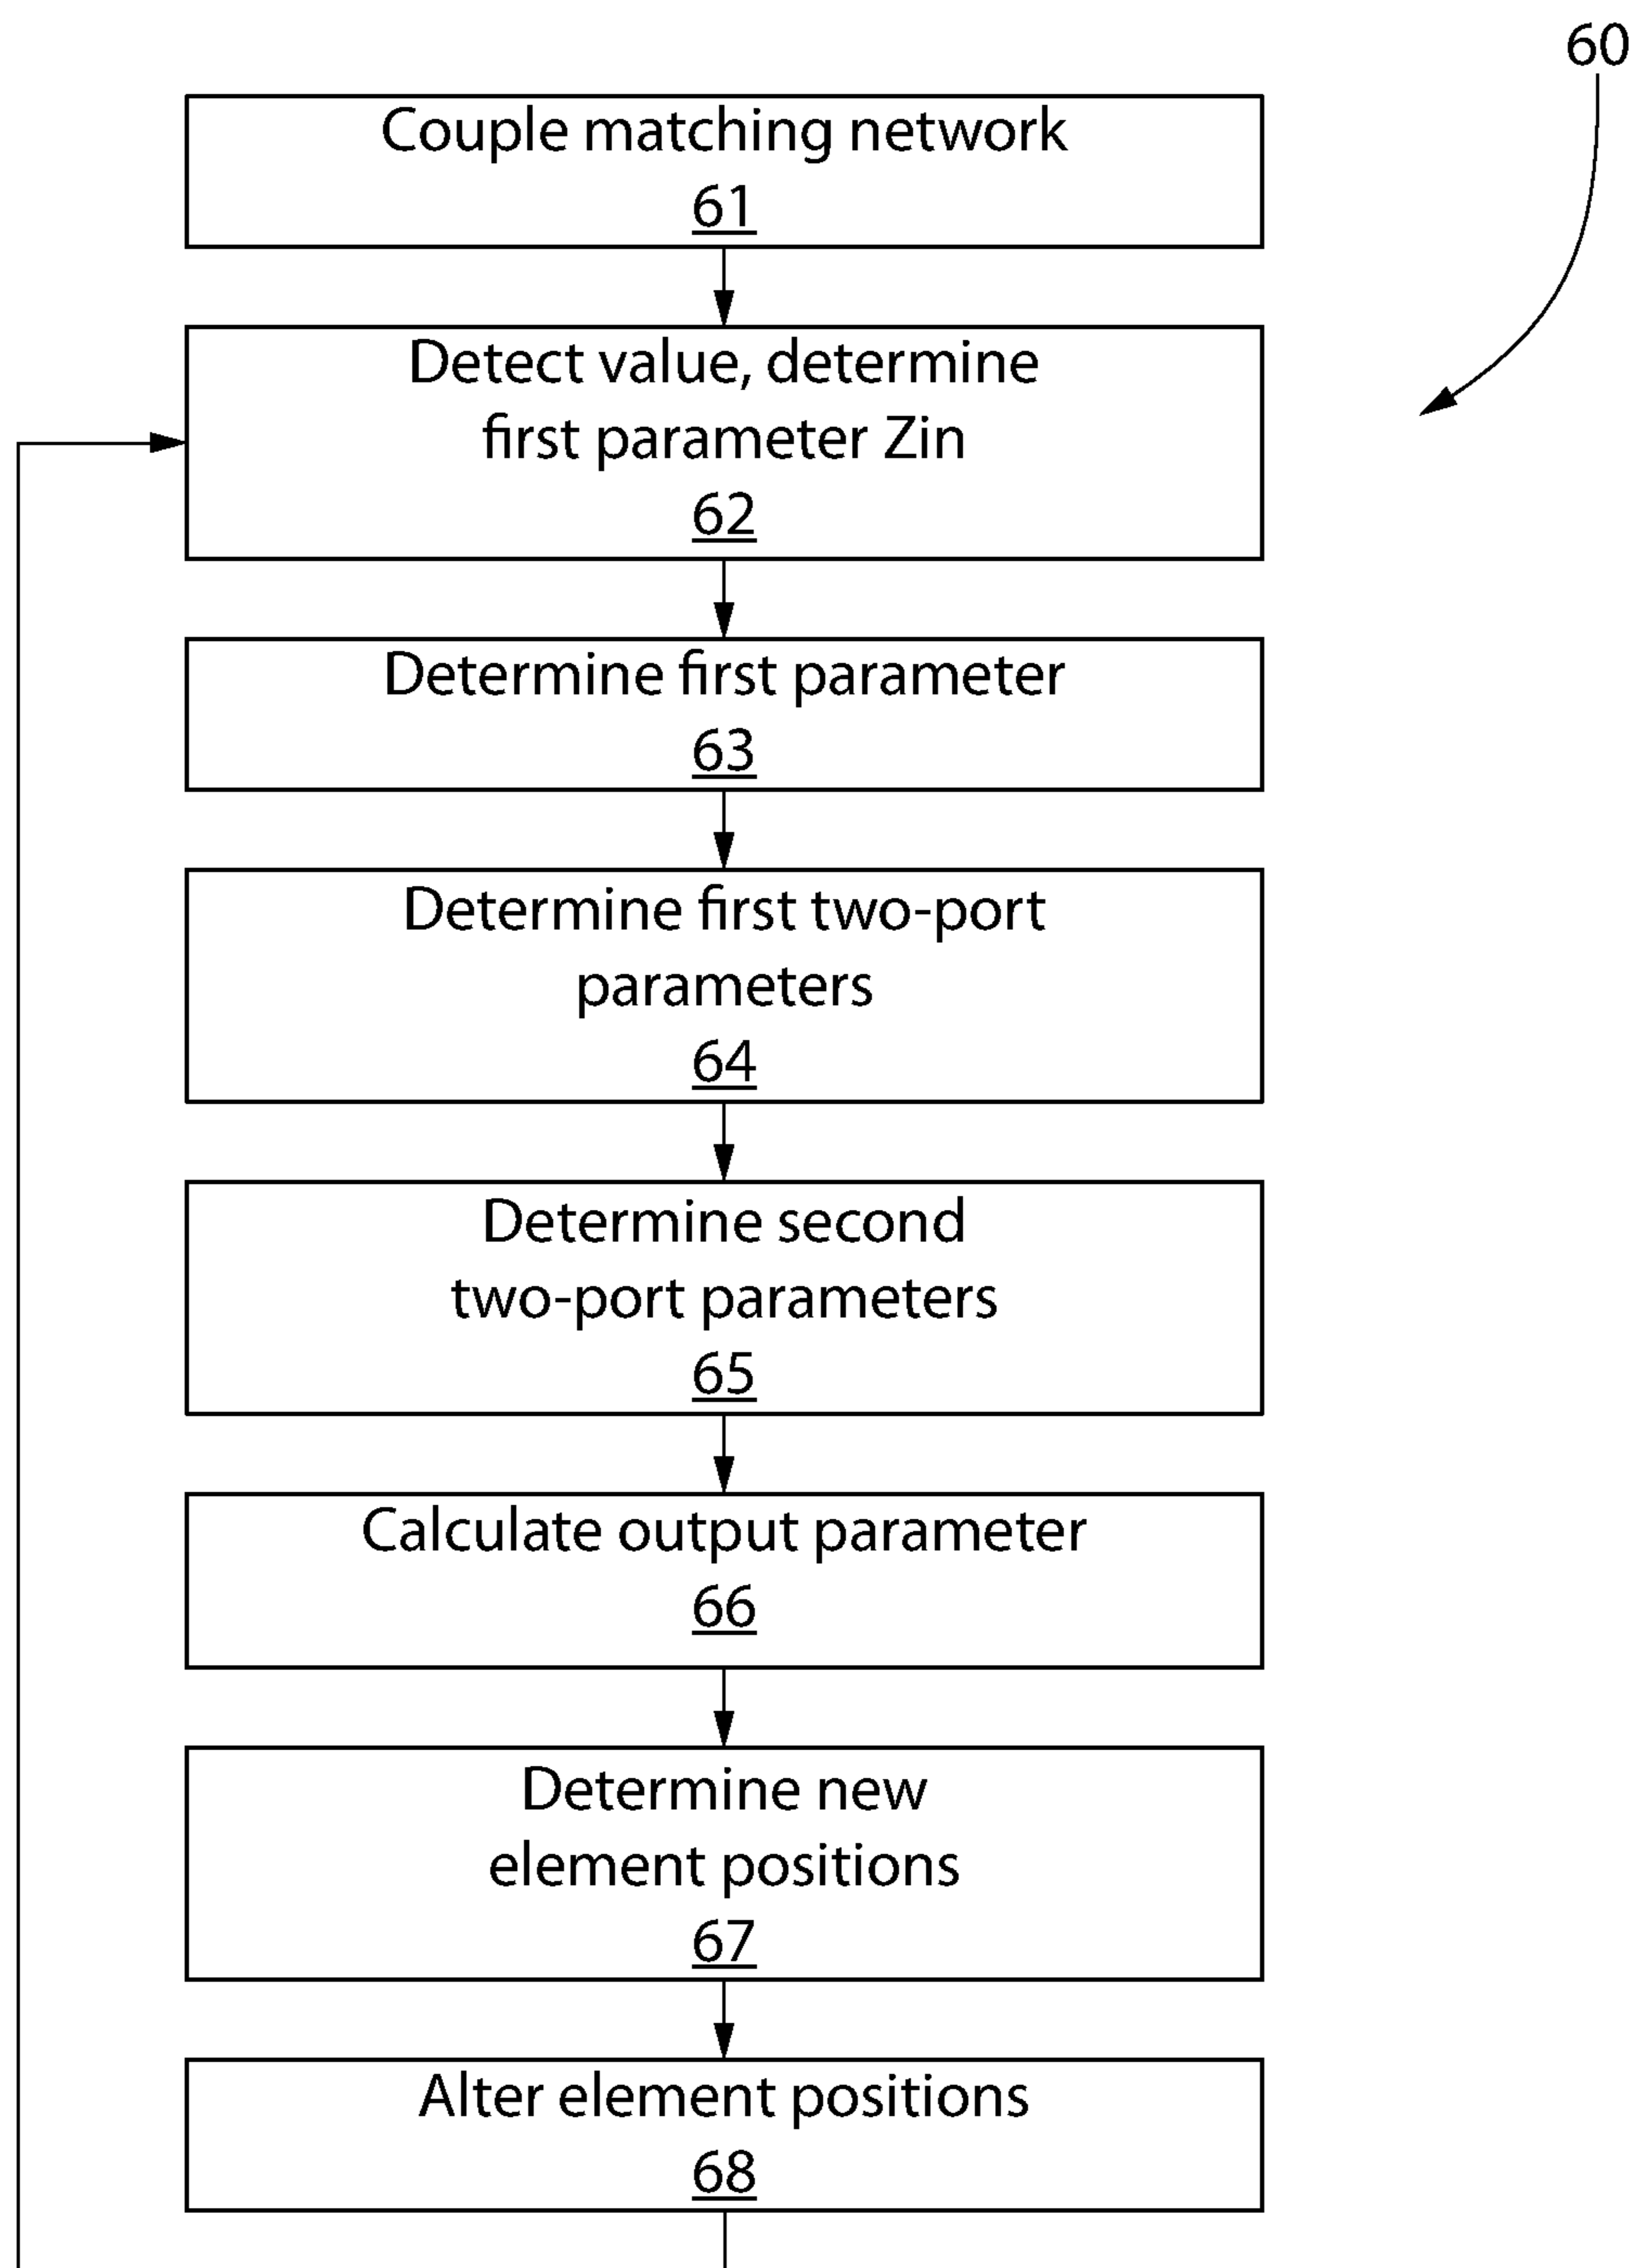 60
Couple matching network
61
Detect value, determine
first parameter Zin
62
Determine first parameter
63
Determine first two-port
parameters
64
Determine second
two-port parameters
65
Calculate output parameter
66
Determine new
element positions
67
Alter element positions
68